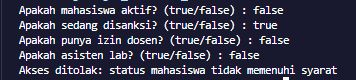 Apakah mahasiswa aktif? (true/false) : false
Apakah sedang disanksi? (true/false) : true
Apakah punya izin dosen? (true/false) : false
Apakah asisten lab? (true/false) : false
Akses ditolak: status mahasiswa tidak memenuhi syarat